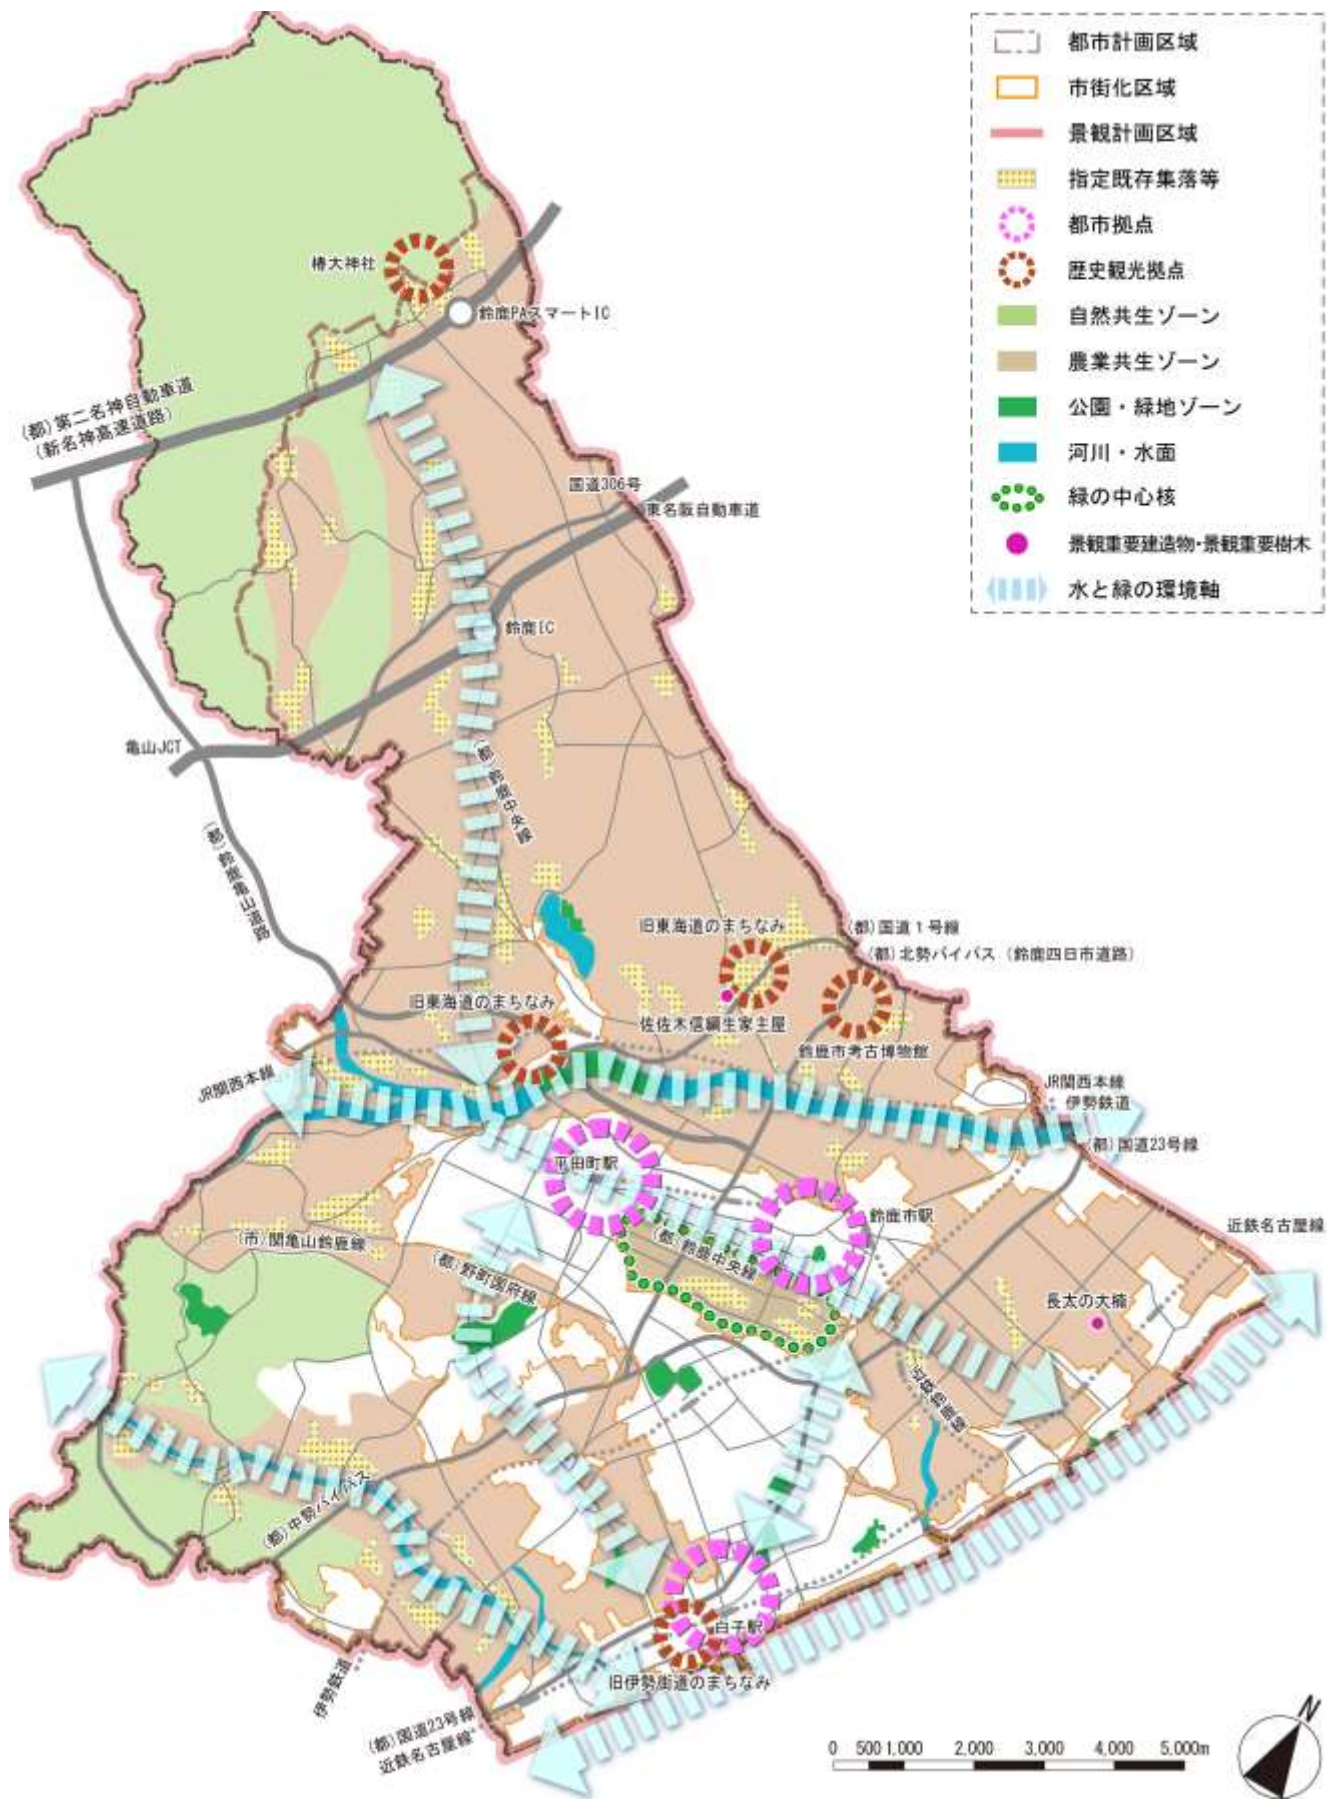 都市計画区域
市街化区域
景観計画区域
指定既存集落等
都市拠点
歴史観光拠点
自然共生ゾーン
農業共生ゾーン
公園・緑地ゾーン
河川・水面
緑の中心核
景観重要建造物・景観重要樹木
水と緑の環境軸
椿大神社
鈴鹿PAスマートIC
(都)第二名神自動車道
(新名神高速道路)
国道306号
東名阪自動車道
鈴鹿IC
亀山JCT
(都)鈴鹿中央線
(都)鈴鹿亀山道路
旧東海道のまちなみ
(都)国道1号線
(都)北勢バイパス(鈴鹿四日市道路)
旧東海道のまちなみ
佐佐木信綱生家主屋
鈴鹿市考古博物館
JR関西本線
JR関西本線
伊勢鉄道
(都)国道23号線
平田町駅
鈴鹿市駅
近鉄名古屋線
(市)関亀山鈴鹿線
(都)鈴鹿中央線
(都)野町国府線
長太の大楠
近鉄鈴鹿線
(都)中勢バイパス
白子駅
旧伊勢街道のまちなみ
伊勢鉄道
(都)国道23号線
近鉄名古屋線
0 500 1,000 2,000 3,000 4,000 5,000m
N